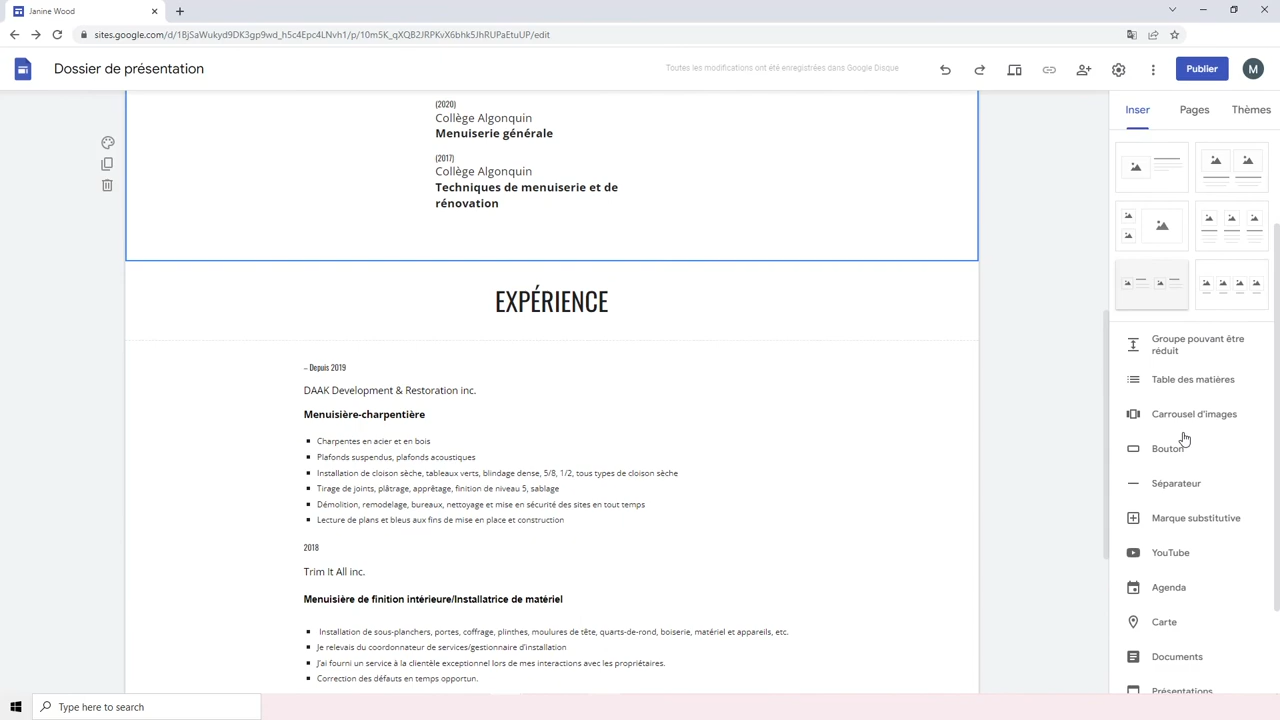 Janine Wood
sites.google.com/d/1BjSaWukyd9DK3gp9wd_h5c4Epc4LNvh1/p/10m5K_qXQB2JRPKvX6bhk5JhRUPaEtuUP/edit
Dossier de présentation
Toutes les modifications ont été enregistrées dans Google Disque
Publier
M
Inser
Pages
Thèmes
(2020)
Collège Algonquin
Menuiserie générale
(2017)
Collège Algonquin
Techniques de menuiserie et de
rénovation
EXPÉRIENCE
– Depuis 2019
DAAK Development & Restoration inc.
Menuisière-charpentière
▪ Charpentes en acier et en bois
▪ Plafonds suspendus, plafonds acoustiques
▪ Installation de cloison sèche, tableaux verts, blindage dense, 5/8, 1/2, tous types de cloison sèche
▪ Tirage de joints, plâtrage, apprêtage, finition de niveau 5, sablage
▪ Démolition, remodelage, bureaux, nettoyage et mise en sécurité des sites en tout temps
▪ Lecture de plans et bleus aux fins de mise en place et construction
2018
Trim It All inc.
Menuisière de finition intérieure/Installatrice de matériel
▪ Installation de sous-planchers, portes, coffrage, plinthes, moulures de tête, quarts-de-rond, boiserie, matériel et appareils, etc.
▪ Je relevais du coordonnateur de services/gestionnaire d'installation
▪ J'ai fourni un service à la clientèle exceptionnel lors de mes interactions avec les propriétaires.
▪ Correction des défauts en temps opportun.
Groupe pouvant être
réduit
Table des matières
Carrousel d'images
Bouton
Séparateur
Marque substitutive
YouTube
Agenda
Carte
Documents
Présentations
Type here to search